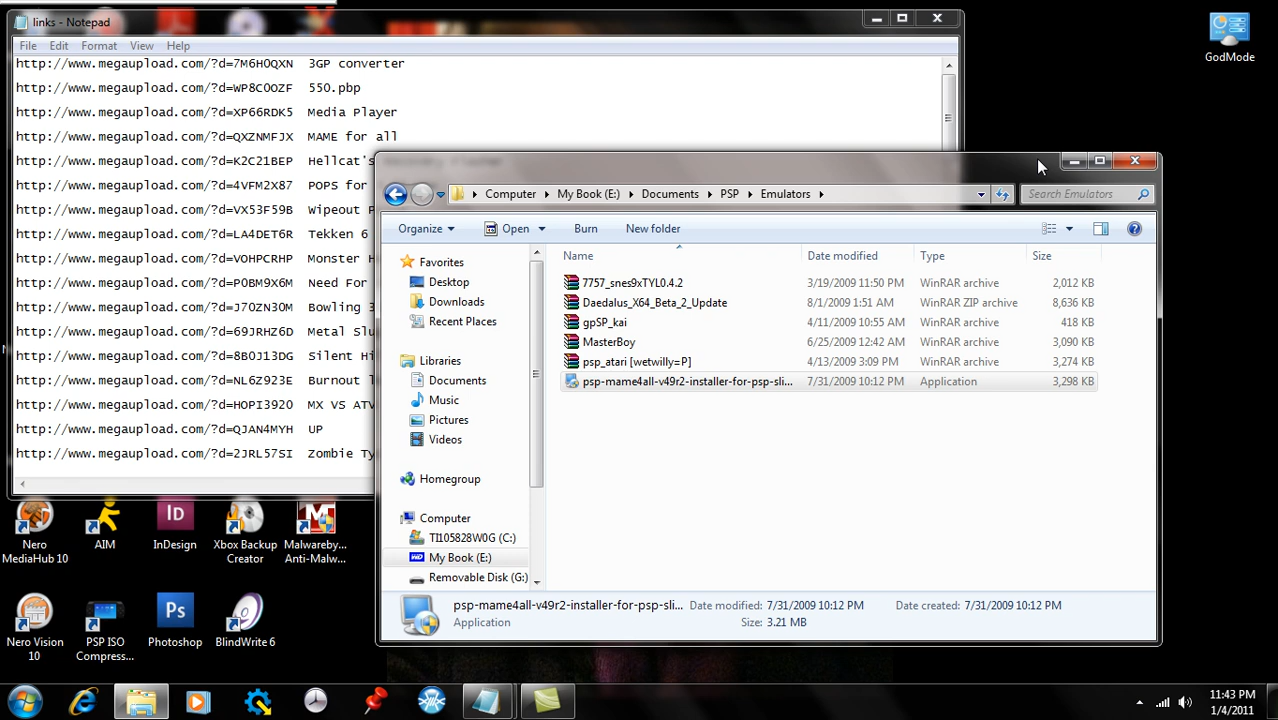 links - Notepad
File Edit Format View Help
http://www.megaupload.com/?d=7M6H0QXN 3GP converter
http://www.megaupload.com/?d=WP8C0OZF 550.pbp
http://www.megaupload.com/?d=XP66RDK5 Media Player
http://www.megaupload.com/?d=QXZNMFJX MAME for all
http://www.megaupload.com/?d=K2C21BEP Hellcat's
http://www.megaupload.com/?d=4VFM2X87 POPS for
http://www.megaupload.com/?d=VX53F59B Wipeout P
http://www.megaupload.com/?d=LA4DET6R Tekken 6
http://www.megaupload.com/?d=VOHPCRHP Monster H
http://www.megaupload.com/?d=P0BM9X6M Need For
http://www.megaupload.com/?d=J70ZN30M Bowling 3
http://www.megaupload.com/?d=69JRHZ6D Metal Slu
http://www.megaupload.com/?d=8B0J13DG Silent Hi
http://www.megaupload.com/?d=NL6Z923E Burnout l
http://www.megaupload.com/?d=HOPI392O MX VS ATV
http://www.megaupload.com/?d=QJAN4MYH UP
http://www.megaupload.com/?d=2JRL57SI Zombie Ty
GodMode
Computer My Book (E:) Documents PSP Emulators
Search Emulators
Organize Open Burn New folder
Favorites
Desktop
Downloads
Recent Places
Libraries
Documents
Music
Pictures
Videos
Homegroup
Computer
TI105828W0G (C:)
My Book (E:)
Removable Disk (G:)
Name Date modified Type Size
7757_snes9xTYL0.4.2 3/19/2009 11:50 PM WinRAR archive 2,012 KB
Daedalus_X64_Beta_2_Update 8/1/2009 1:51 AM WinRAR ZIP archive 8,636 KB
gpSP_kai 4/11/2009 10:55 AM WinRAR archive 418 KB
MasterBoy 6/25/2009 12:42 AM WinRAR archive 3,090 KB
psp_atari [wetwilly=P] 4/13/2009 3:09 PM WinRAR archive 3,274 KB
psp-mame4all-v49r2-installer-for-psp-sli... 7/31/2009 10:12 PM Application 3,298 KB
psp-mame4all-v49r2-installer-for-psp-sli... Date modified: 7/31/2009 10:12 PM Date created: 7/31/2009 10:12 PM
Application Size: 3.21 MB
Nero MediaHub 10
AIM
InDesign
Xbox Backup Creator
Malwareby... Anti-Malw...
Nero Vision 10
PSP ISO Compress...
Photoshop
BlindWrite 6
11:43 PM
1/4/2011